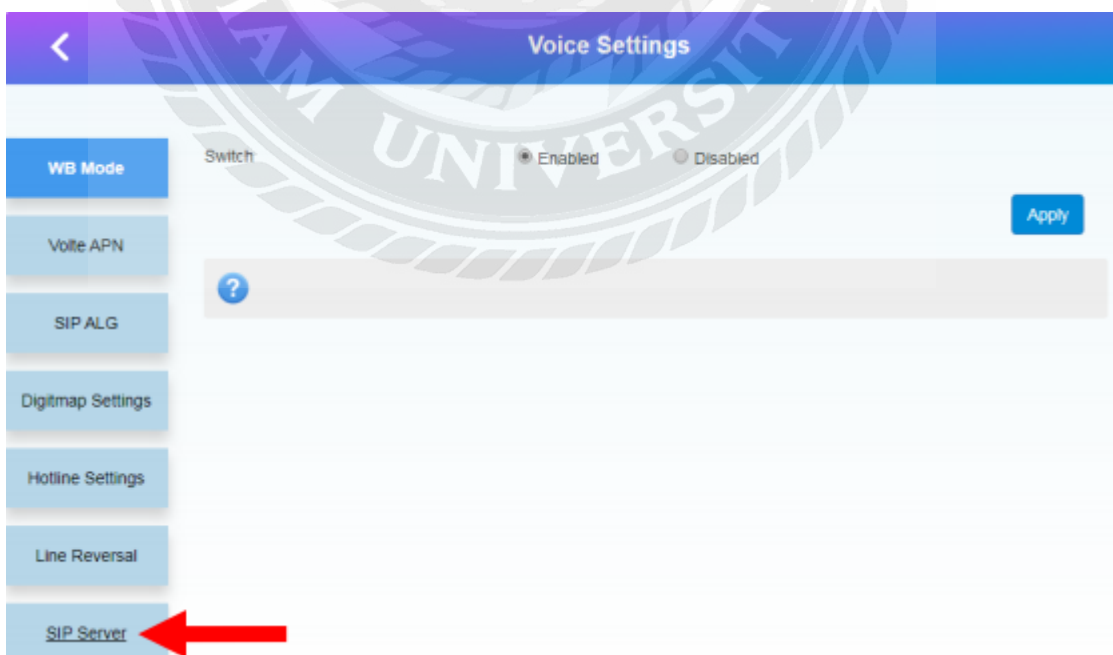 Voice Settings
WB Mode
Switch
Enabled
Disabled
Apply
Volte APN
?
SIP ALG
Digitmap Settings
Hotline Settings
Line Reversal
SIP Server
UNIVERSITY